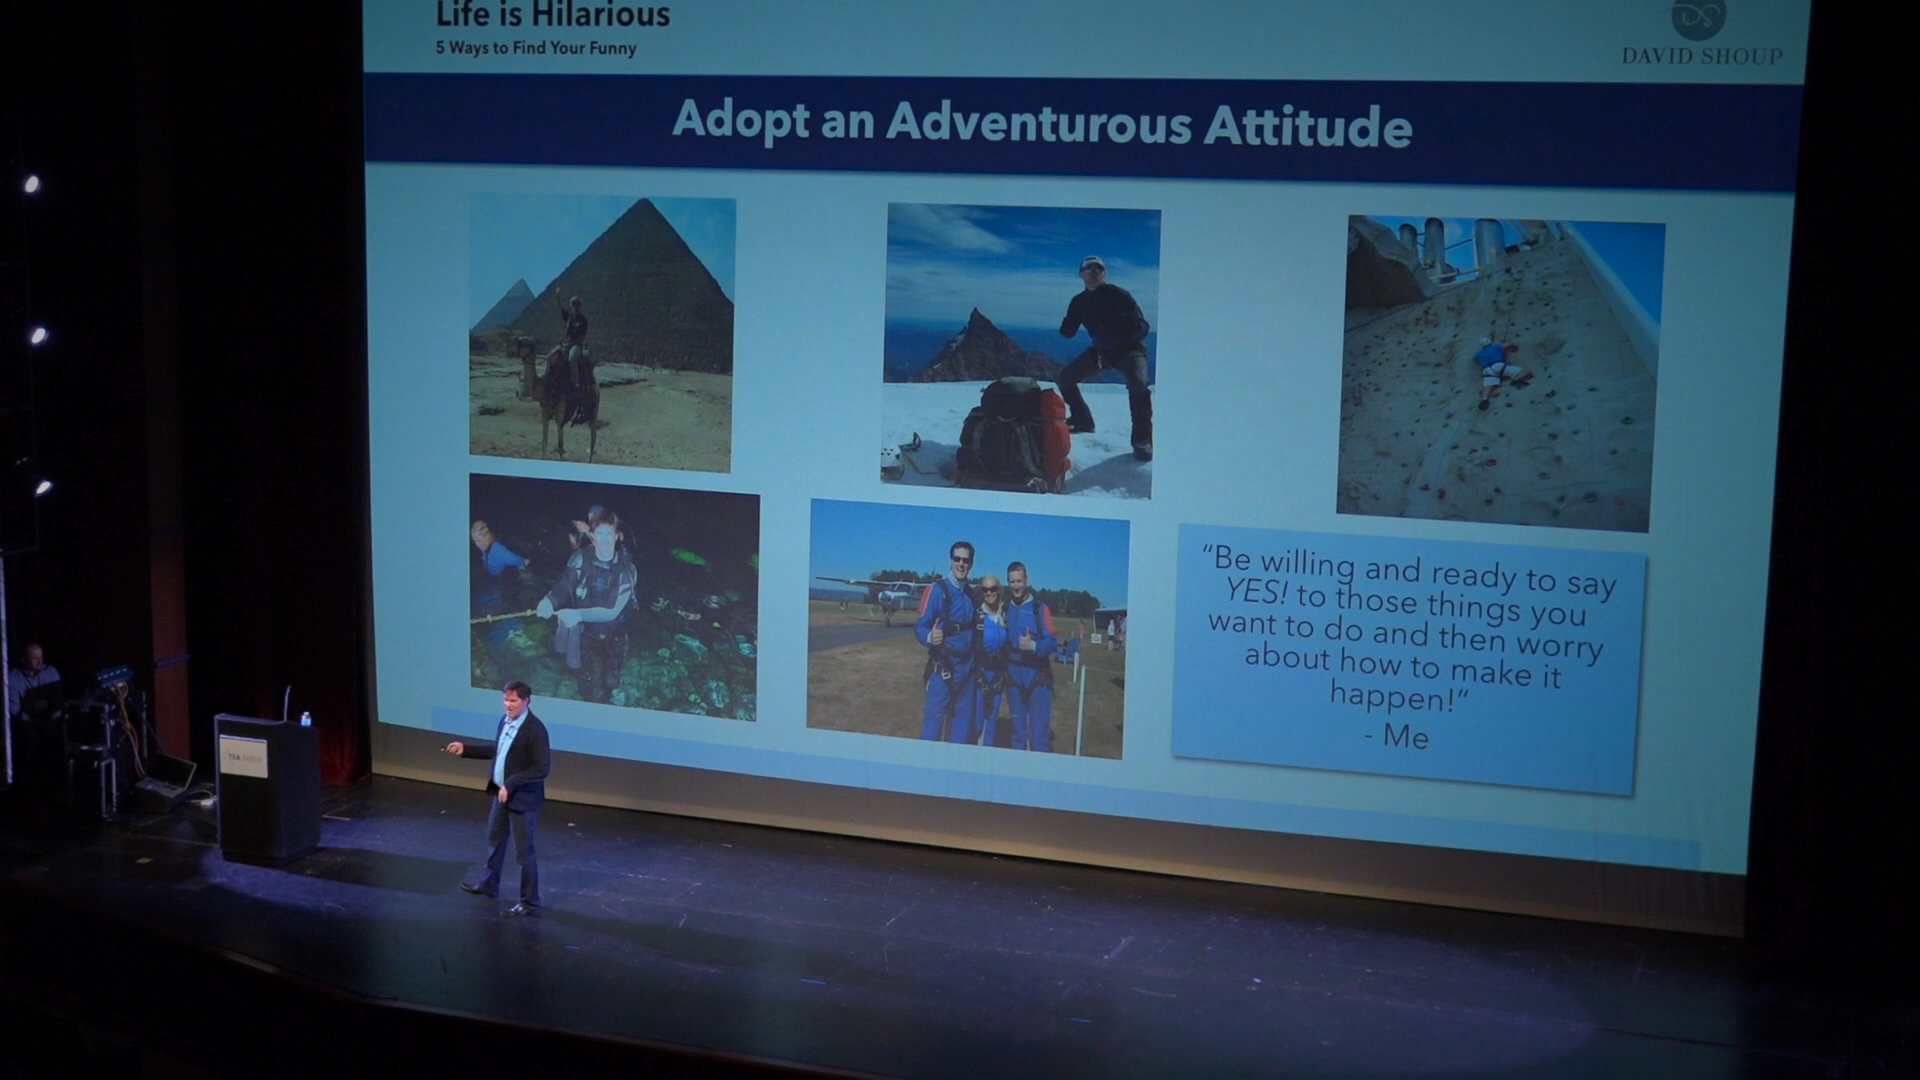 Life is Hilarious
5 Ways to Find Your Funny
DS
DAVID SHOUP
Adopt an Adventurous Attitude
“Be willing and ready to say
YES! to those things you
want to do and then worry
about how to make it
happen!”
- Me